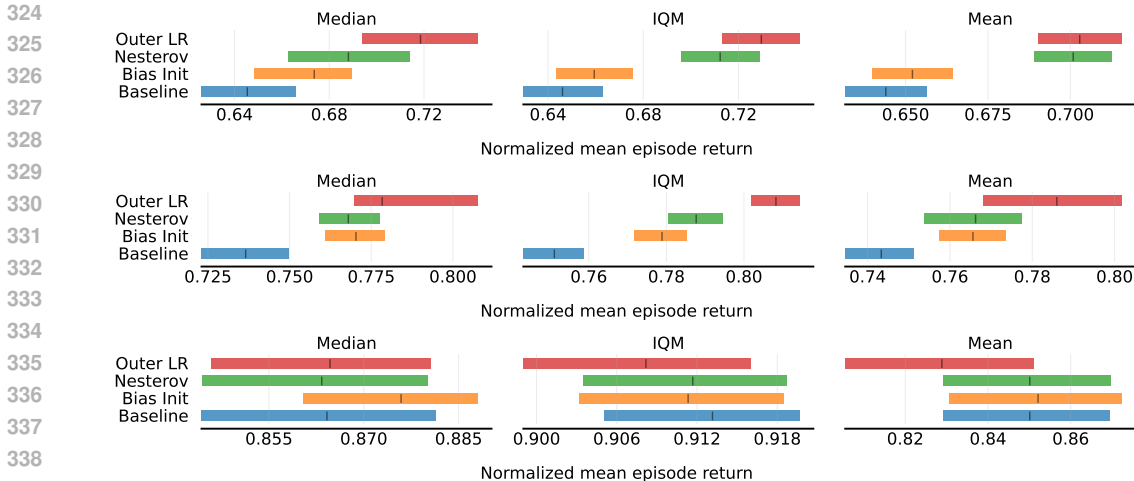 324
Median IQM Mean
325
Outer LR
Nesterov
326
Bias Init
Baseline
327
0.64 0.68 0.72 0.64 0.68 0.72 0.650 0.675 0.700
328
Normalized mean episode return
329
Median IQM Mean
330
Outer LR
Nesterov
331
Bias Init
Baseline
332
0.725 0.750 0.775 0.800 0.76 0.78 0.80 0.74 0.76 0.78 0.80
333
Normalized mean episode return
334
Median IQM Mean
335
Outer LR
Nesterov
336
Bias Init
Baseline
337
0.855 0.870 0.885 0.900 0.906 0.912 0.918 0.82 0.84 0.86
338
Normalized mean episode return